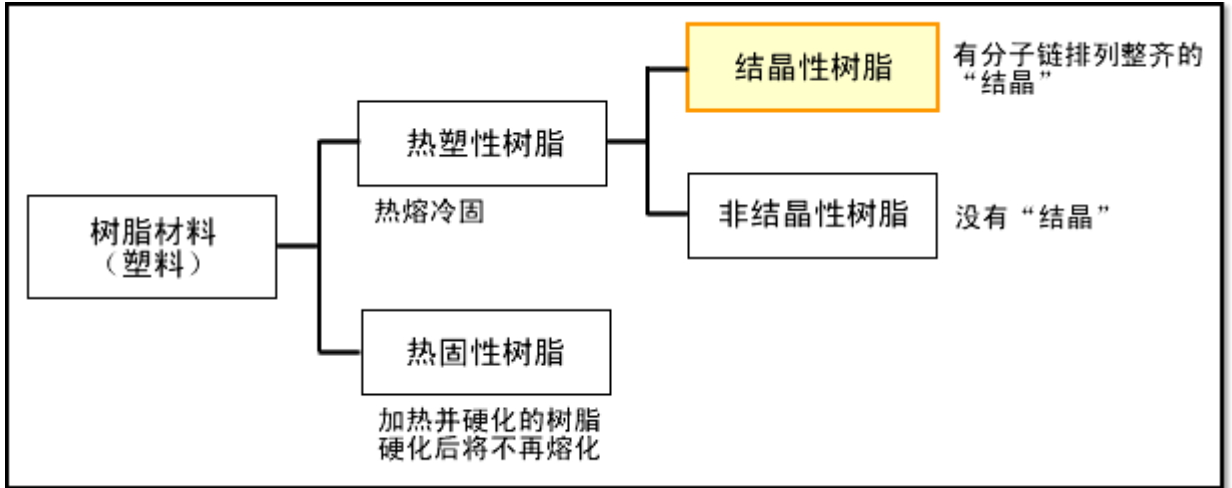 树脂材料
（塑料）
热塑性树脂
热熔冷固
结晶性树脂
有分子链排列整齐的
“结晶”
非结晶性树脂
没有“结晶”
热固性树脂
加热并硬化的树脂
硬化后将不再熔化